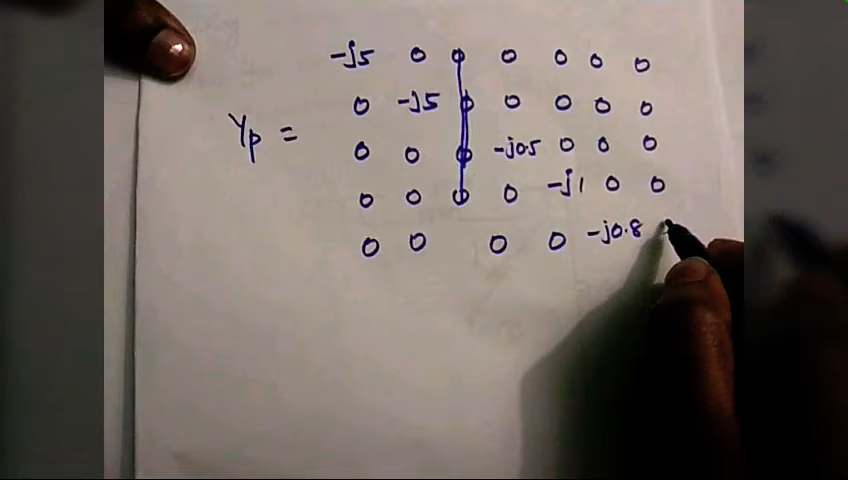 -j5 0 0 0 0 0 0
Yp = 0 -j5 0 0 0 0 0
0 0 0 -j0.5 0 0 0
0 0 0 0 -j1 0 0
0 0 0 0 -j0.8